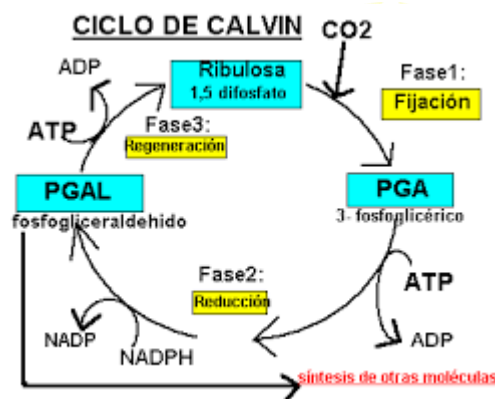 CICLO DE CALVIN
CO2
ADP
Ribulosa
1,5 difosfato
Fase1:
Fijación
ATP
Fase3:
Regeneración
PGAL
fosfogliceraldehido
PGA
3- fosfoglicérico
Fase2:
Reducción
ATP
NADP
NADPH
ADP
síntesis de otras moléculas